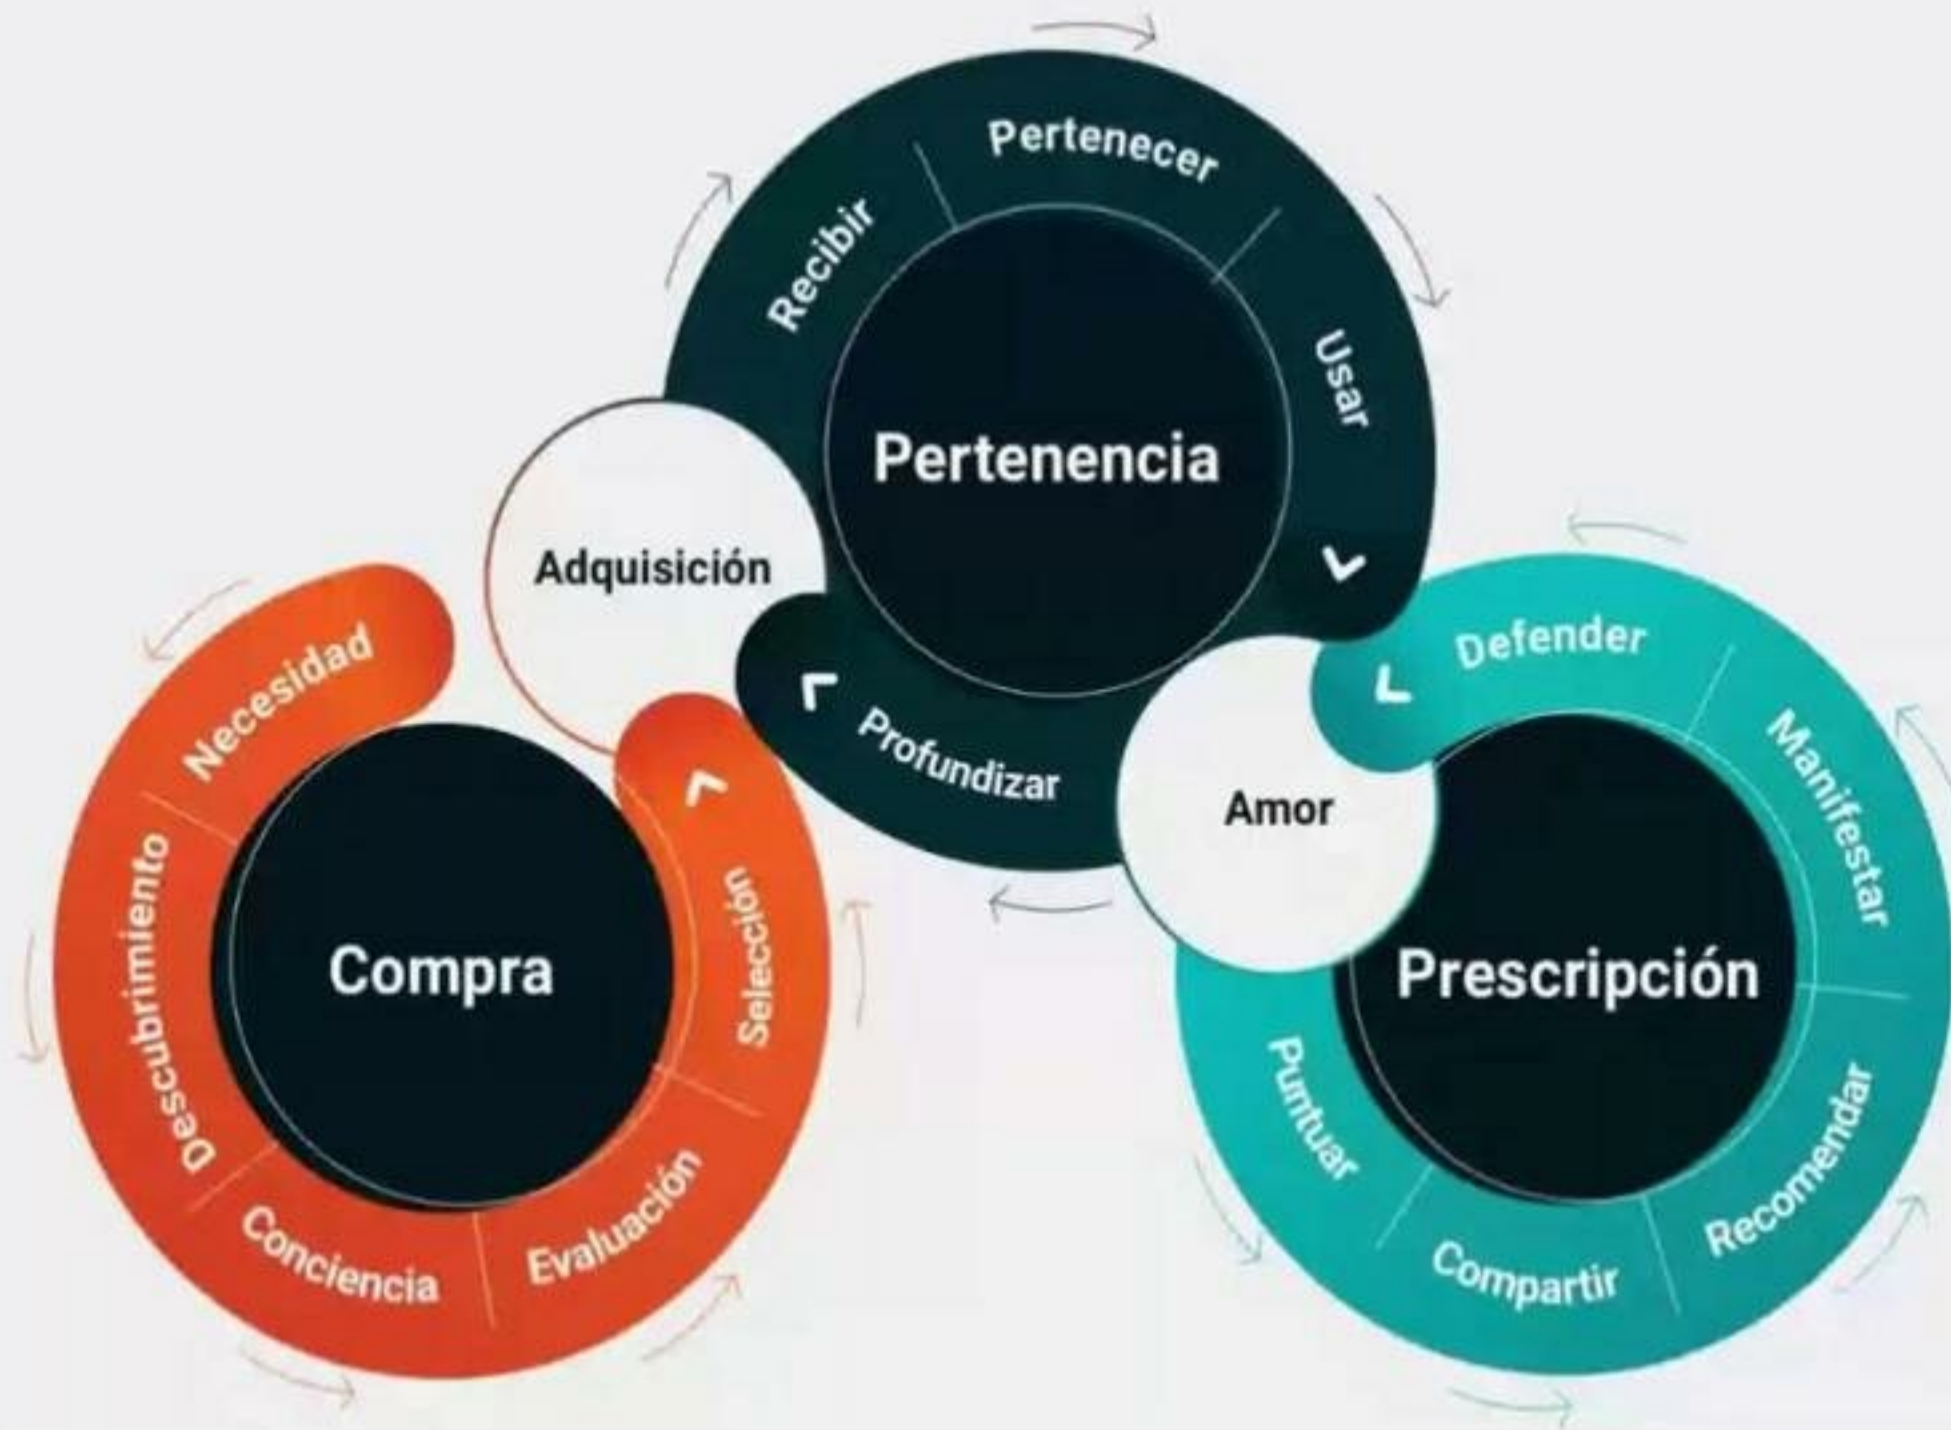 Compra
Necesidad
Descubrimiento
Conciencia
Evaluación
Selección
Adquisición
Pertenencia
Recibir
Pertenecer
Usar
Profundizar
Amor
Prescripción
Puntuar
Compartir
Recomendar
Manifestar
Defender